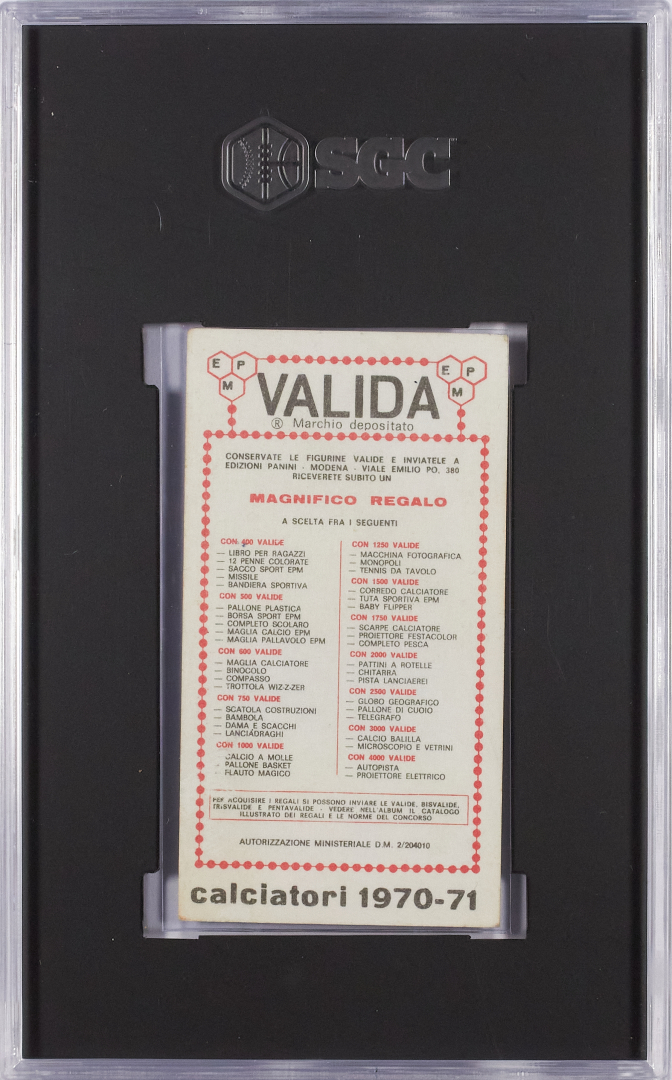 SGC
E P
M
E P
M
VALIDA
® Marchio depositato
CONSERVATE LE FIGURINE VALIDE E INVIATELE A
EDIZIONI PANINI - MODENA - VIALE EMILIO PO, 380
RICEVERETE SUBITO UN
MAGNIFICO REGALO
A SCELTA FRA I SEGUENTI
CON 400 VALIDE
— LIBRO PER RAGAZZI
— 12 PENNE COLORATE
— SACCO SPORT EPM
— MISSILE
— BANDIERA SPORTIVA
CON 500 VALIDE
— PALLONE PLASTICA
— BORSA SPORT EPM
— COMPLETO SCOLARO
— MAGLIA CALCIO EPM
— MAGLIA PALLAVOLO EPM
CON 600 VALIDE
— MAGLIA CALCIATORE
— BINOCOLO
— COMPASSO
— TROTTOLA WIZ-Z-ZER
CON 750 VALIDE
— SCATOLA COSTRUZIONI
— BAMBOLA
— DAMA E SCACCHI
— LANCIADRAGHI
CON 1000 VALIDE
CALCIO A MOLLE
- PALLONE BASKET
- FLAUTO MAGICO
CON 1250 VALIDE
— MACCHINA FOTOGRAFICA
— MONOPOLI
— TENNIS DA TAVOLO
CON 1500 VALIDE
— CORREDO CALCIATORE
— TUTA SPORTIVA EPM
— BABY FLIPPER
CON 1750 VALIDE
— SCARPE CALCIATORE
— PROIETTORE FESTACOLOR
— COMPLETO PESCA
CON 2000 VALIDE
— PATTINI A ROTELLE
— CHITARRA
— PISTA LANCIAEREI
CON 2500 VALIDE
— GLOBO GEOGRAFICO
— PALLONE DI CUOIO
— TELEGRAFO
CON 3000 VALIDE
— CALCIO BALILLA
— MICROSCOPIO E VETRINI
CON 4000 VALIDE
— AUTOPISTA
— PROIETTORE ELETTRICO
PER ACQUISIRE I REGALI SI POSSONO INVIARE LE VALIDE, BISVALIDE,
TRISVALIDE E PENTAVALIDE - VEDERE NELL'ALBUM IL CATALOGO
ILLUSTRATO DEI REGALI E LE NORME DEL CONCORSO
AUTORIZZAZIONE MINISTERIALE D.M. 2/204010
calciatori 1970-71